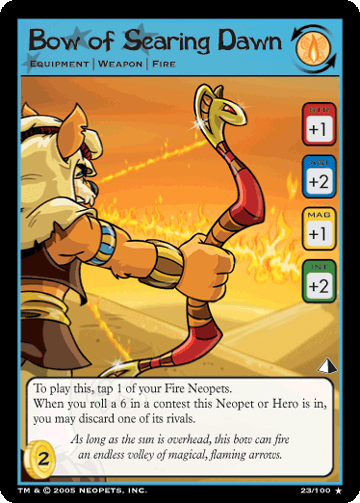 Bow of Searing Dawn
Equipment | Weapon | Fire
STR
+1
AGI
+2
MAG
+1
INT
+2
To play this, tap 1 of your Fire Neopets.
When you roll a 6 in a contest this Neopet or Hero is in,
you may discard one of its rivals.
As long as the sun is overhead, this bow can fire
an endless volley of magical, flaming arrows.
2
TM & © 2005 NEOPETS, INC.
23/100 ★